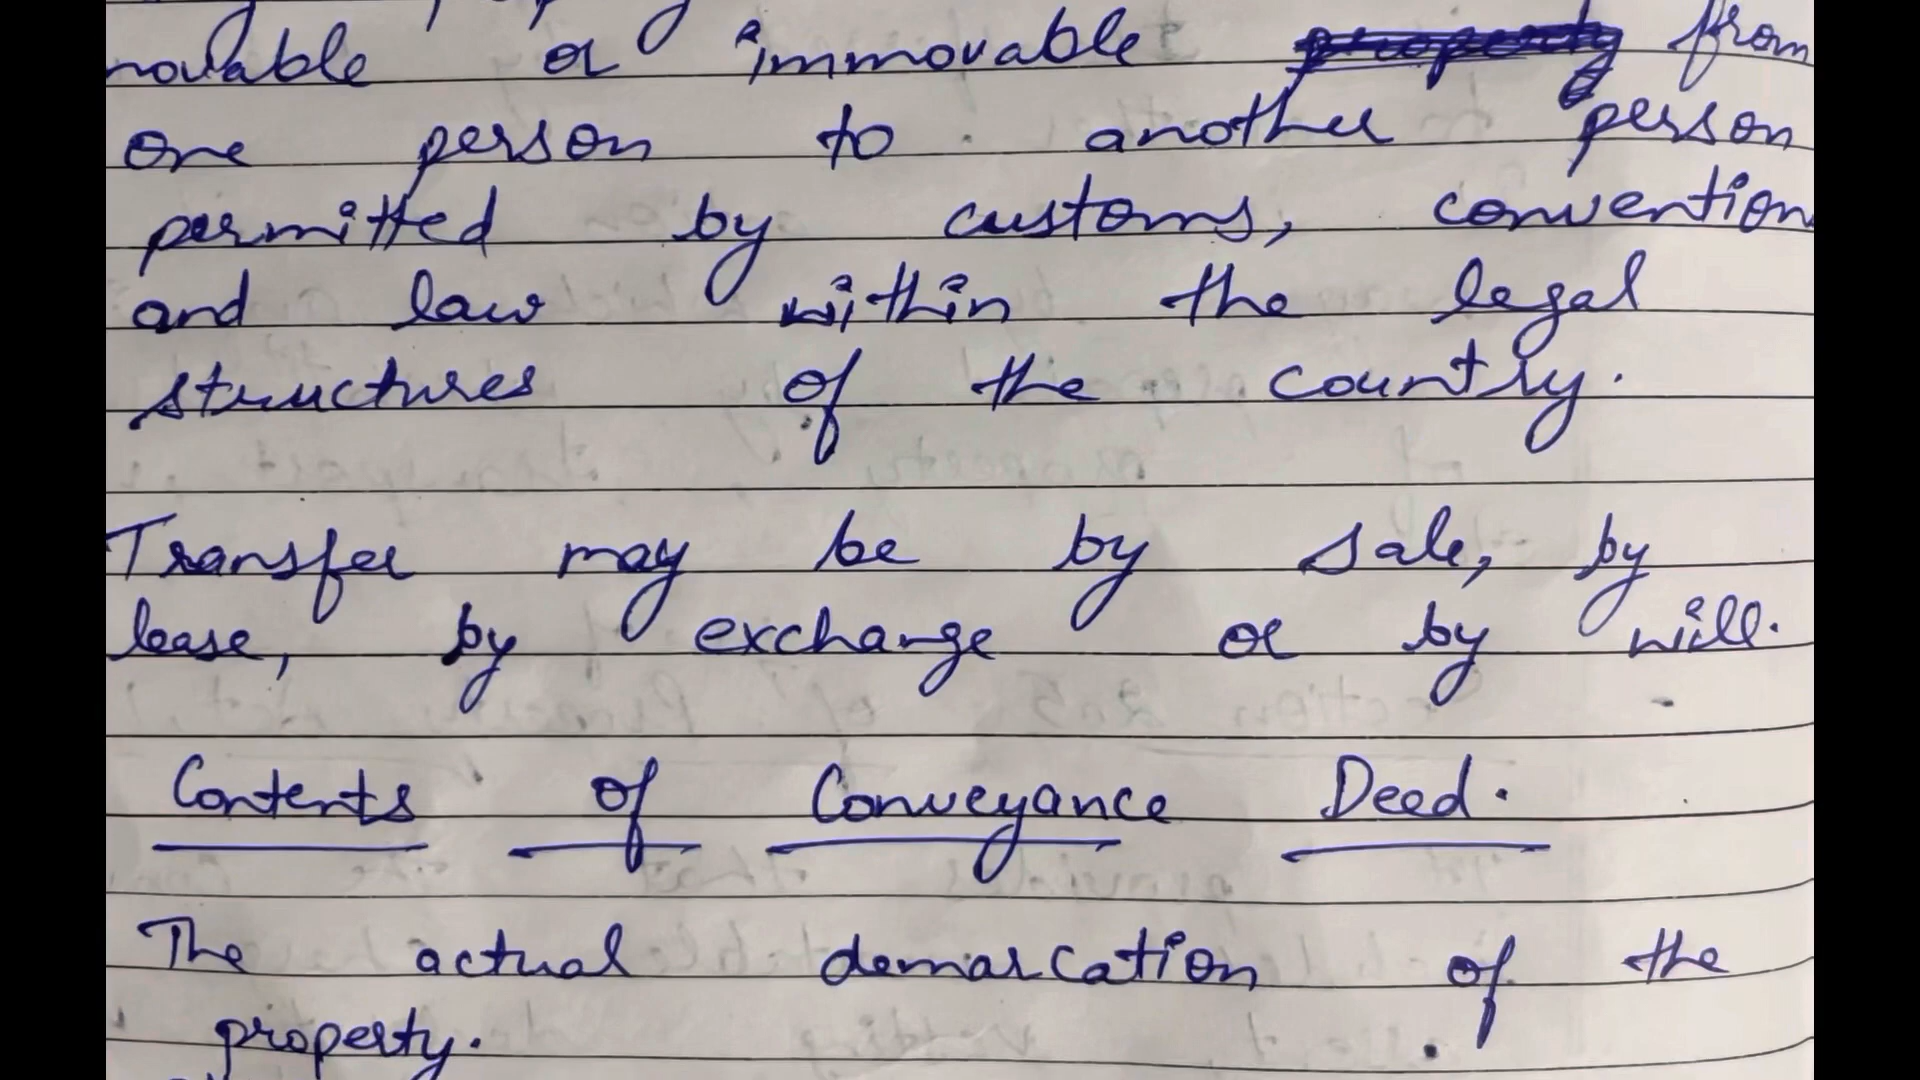 movable or immovable from
one person to another person
permitted by customs, convention
and law within the legal
structures of the country.
Transfer may be by sale, by
lease, by exchange or by will.
Contents of Conveyance Deed.
The actual demarcation of the
property.